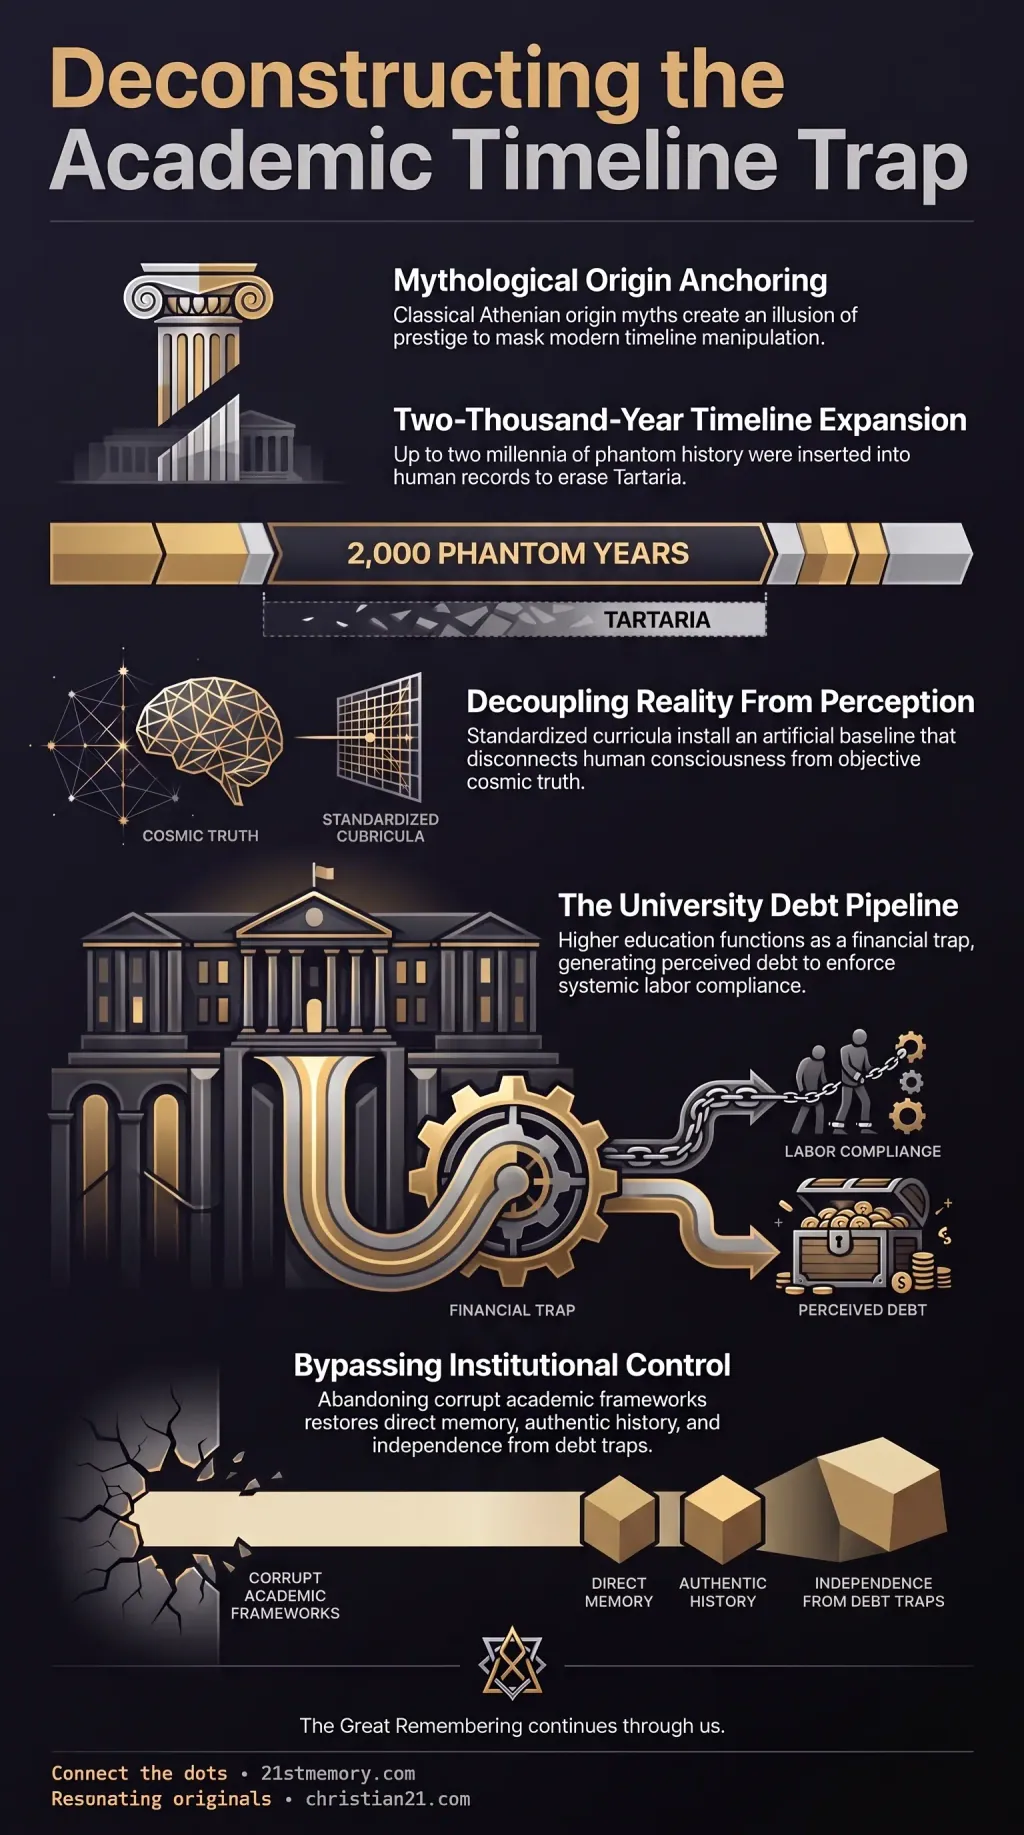 Deconstructing the
Academic Timeline Trap
Mythological Origin Anchoring
Classical Athenian origin myths create an illusion of
prestige to mask modern timeline manipulation.
Two-Thousand-Year Timeline Expansion
Up to two millennia of phantom history were inserted into
human records to erase Tartaria.
2,000 PHANTOM YEARS
TARTARIA
Decoupling Reality From Perception
Standardized curricula install an artificial baseline that
disconnects human consciousness from objective
cosmic truth.
COSMIC TRUTH
STANDARDIZED
CUBRICULA
The University Debt Pipeline
Higher education functions as a financial trap,
generating perceived debt to enforce
systemic labor compliance.
LABOR COMPLIANCE
FINANCIAL TRAP
PERCEIVED DEBT
Bypassing Institutional Control
Abandoning corrupt academic frameworks
restores direct memory, authentic history, and
independence from debt traps.
CORRUPT
ACADEMIC
FRAMEWORKS
DIRECT
MEMORY
AUTHENTIC
HISTORY
INDEPENDENCE
FROM DEBT TRAPS
The Great Remembering continues through us.
Connect the dots • 21stmemory.com
Resonating originals • christian21.com